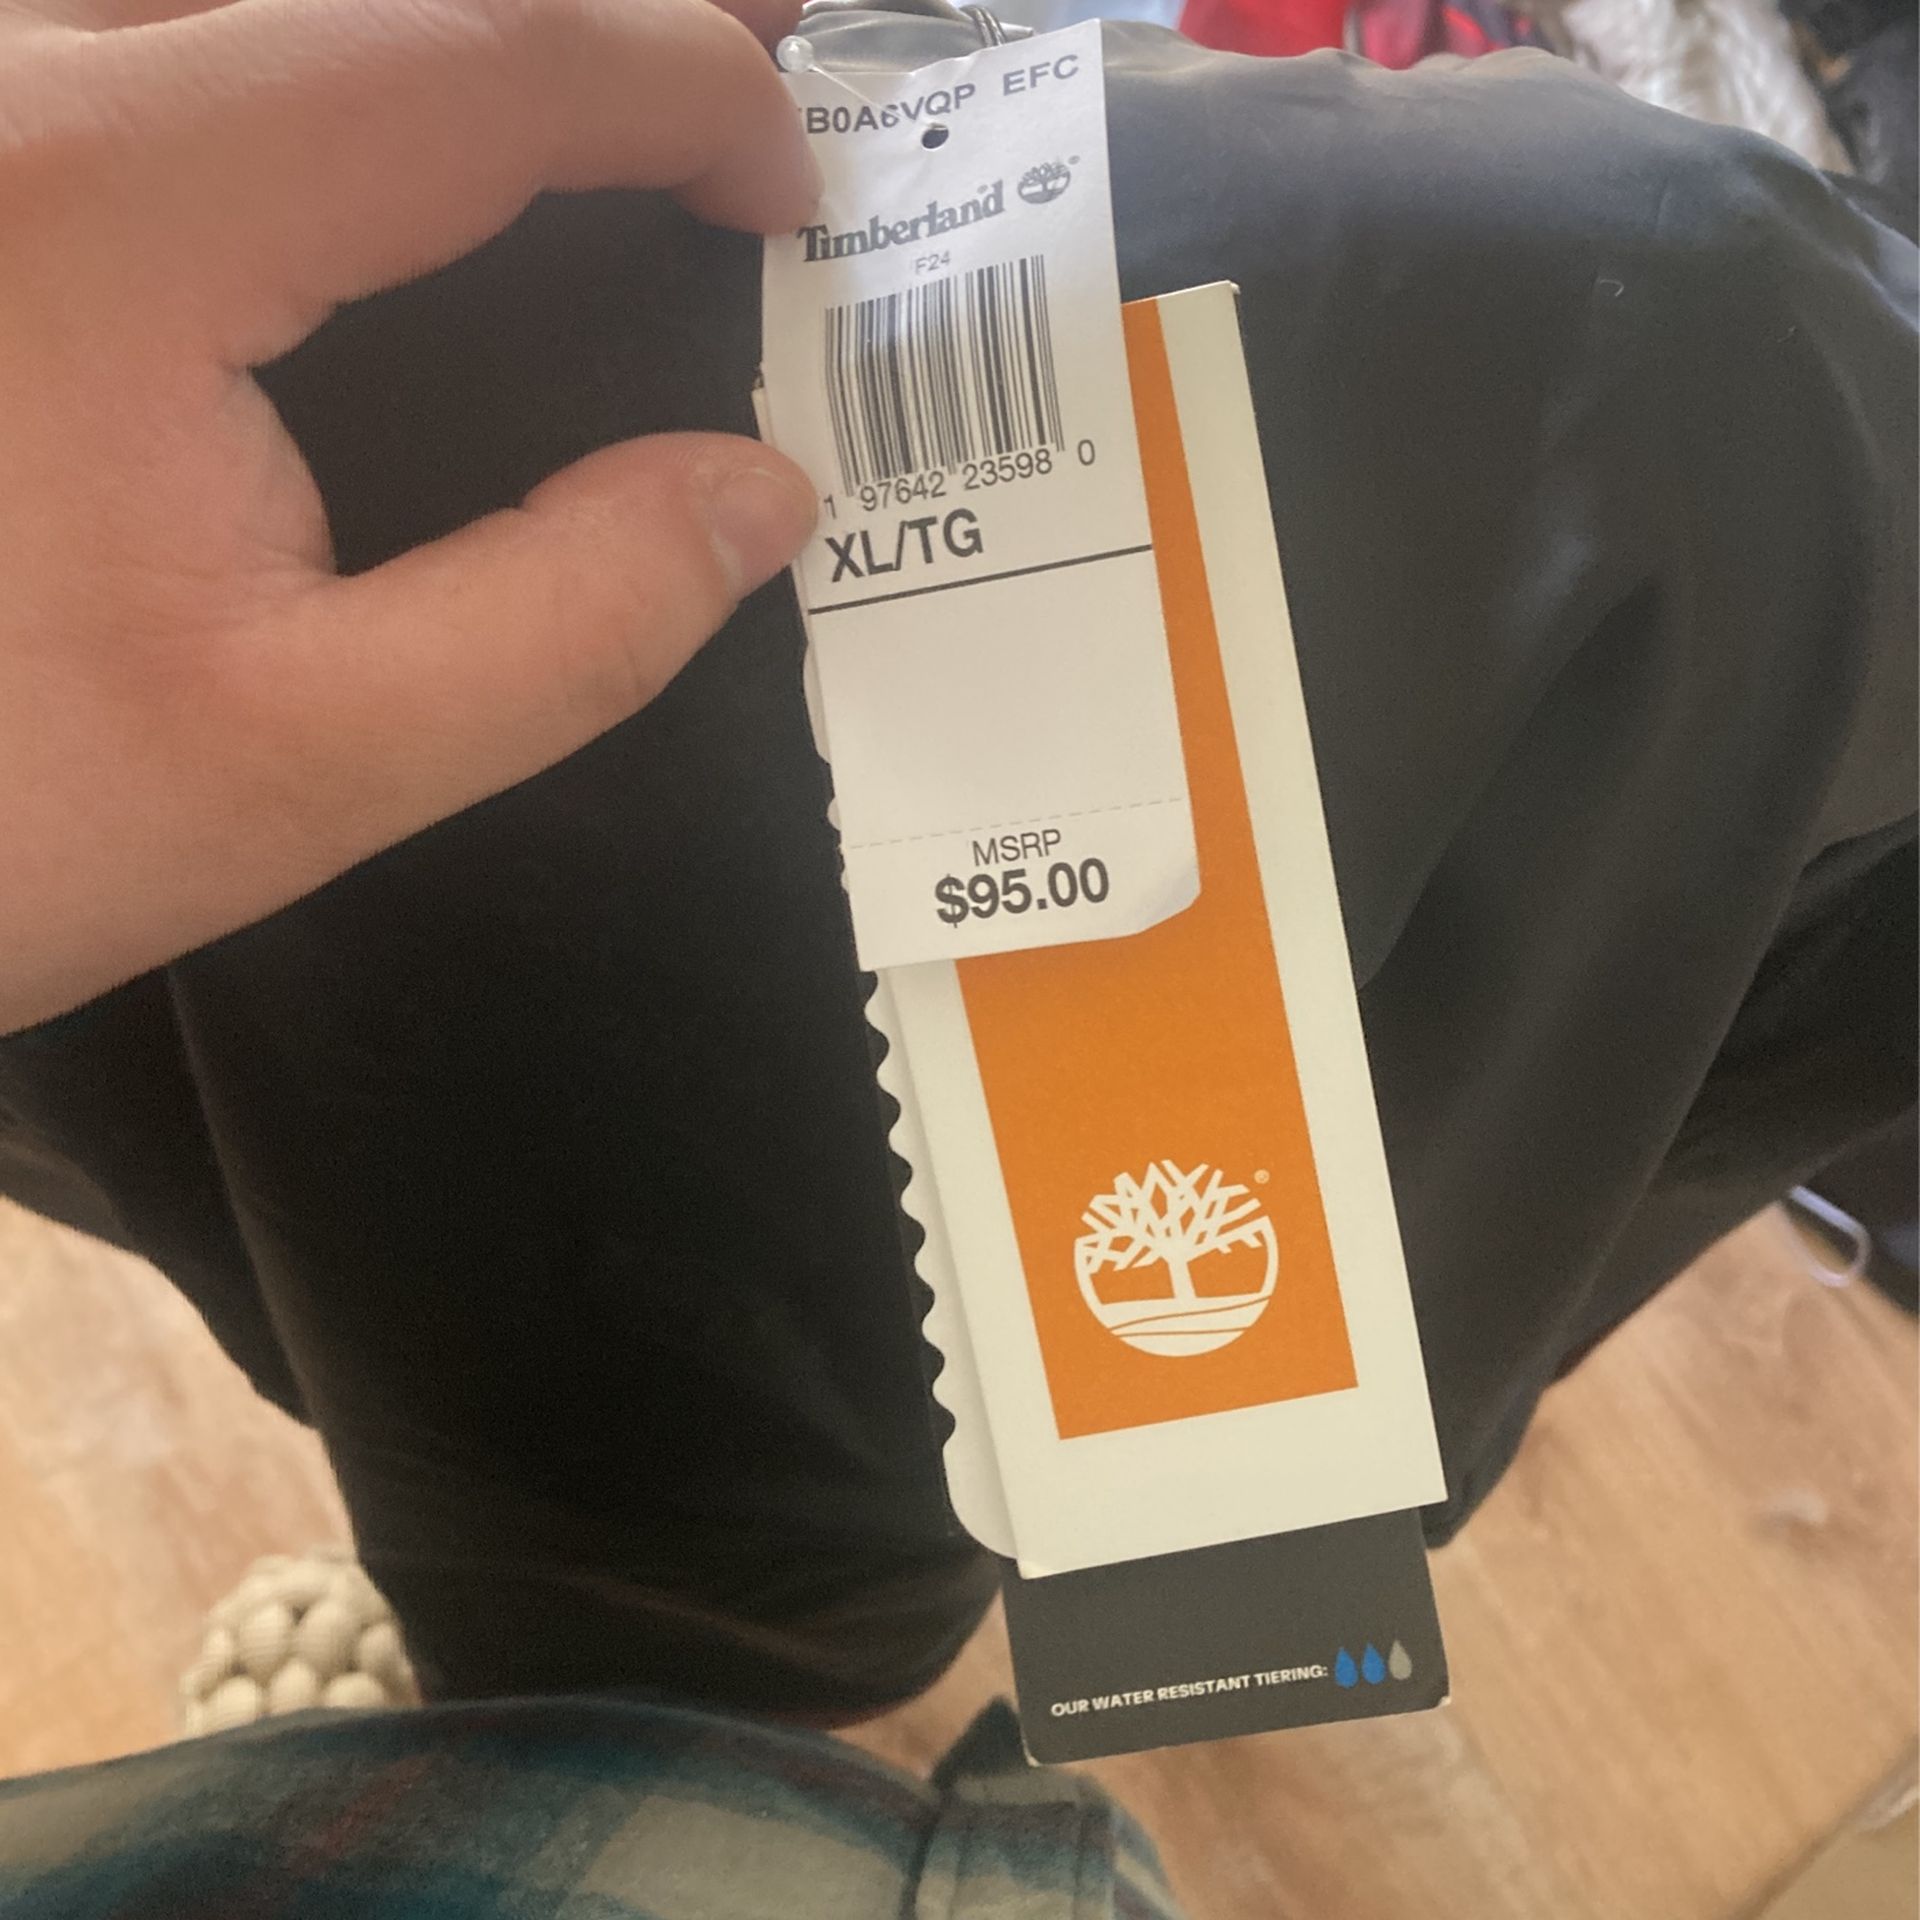 B0A6VQP EFC
Timberland ®
F24
1 97642 23598 0
XL/TG
MSRP
$95.00
®
OUR WATER RESISTANT TIERING: